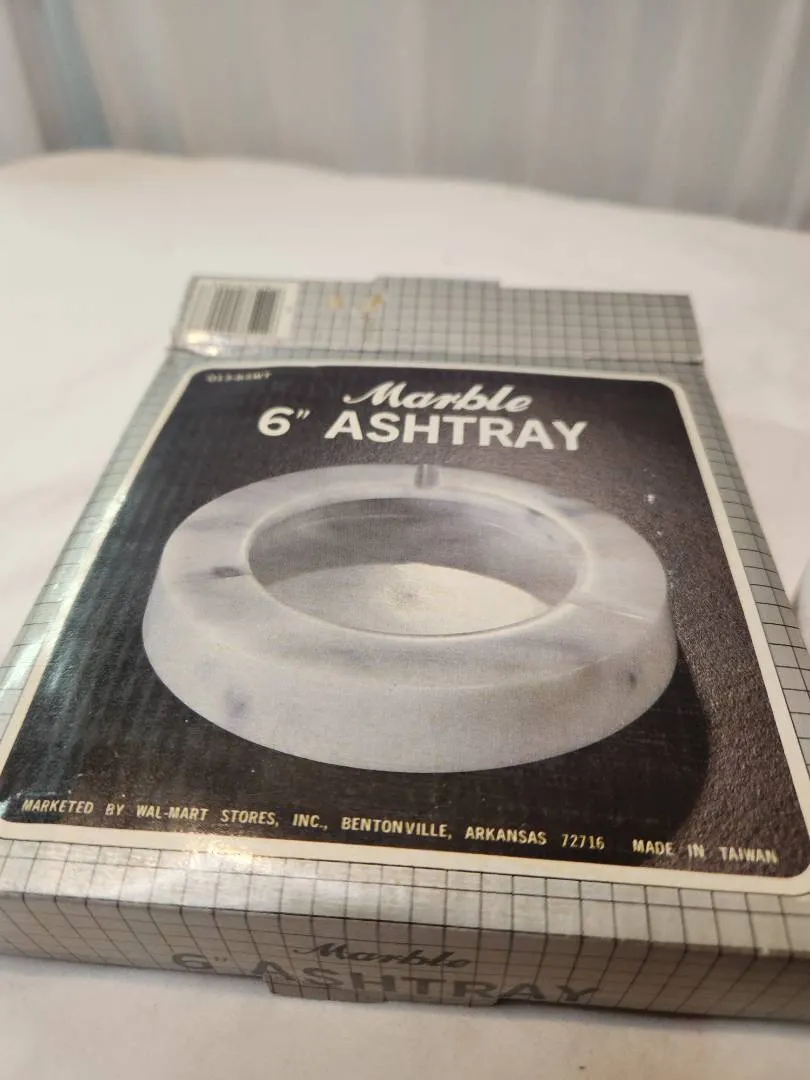 Marble
6" ASHTRAY
MARKETED BY WAL-MART STORES, INC., BENTONVILLE, ARKANSAS 72716 MADE IN TAIWAN
Marble
6" ASHTRAY